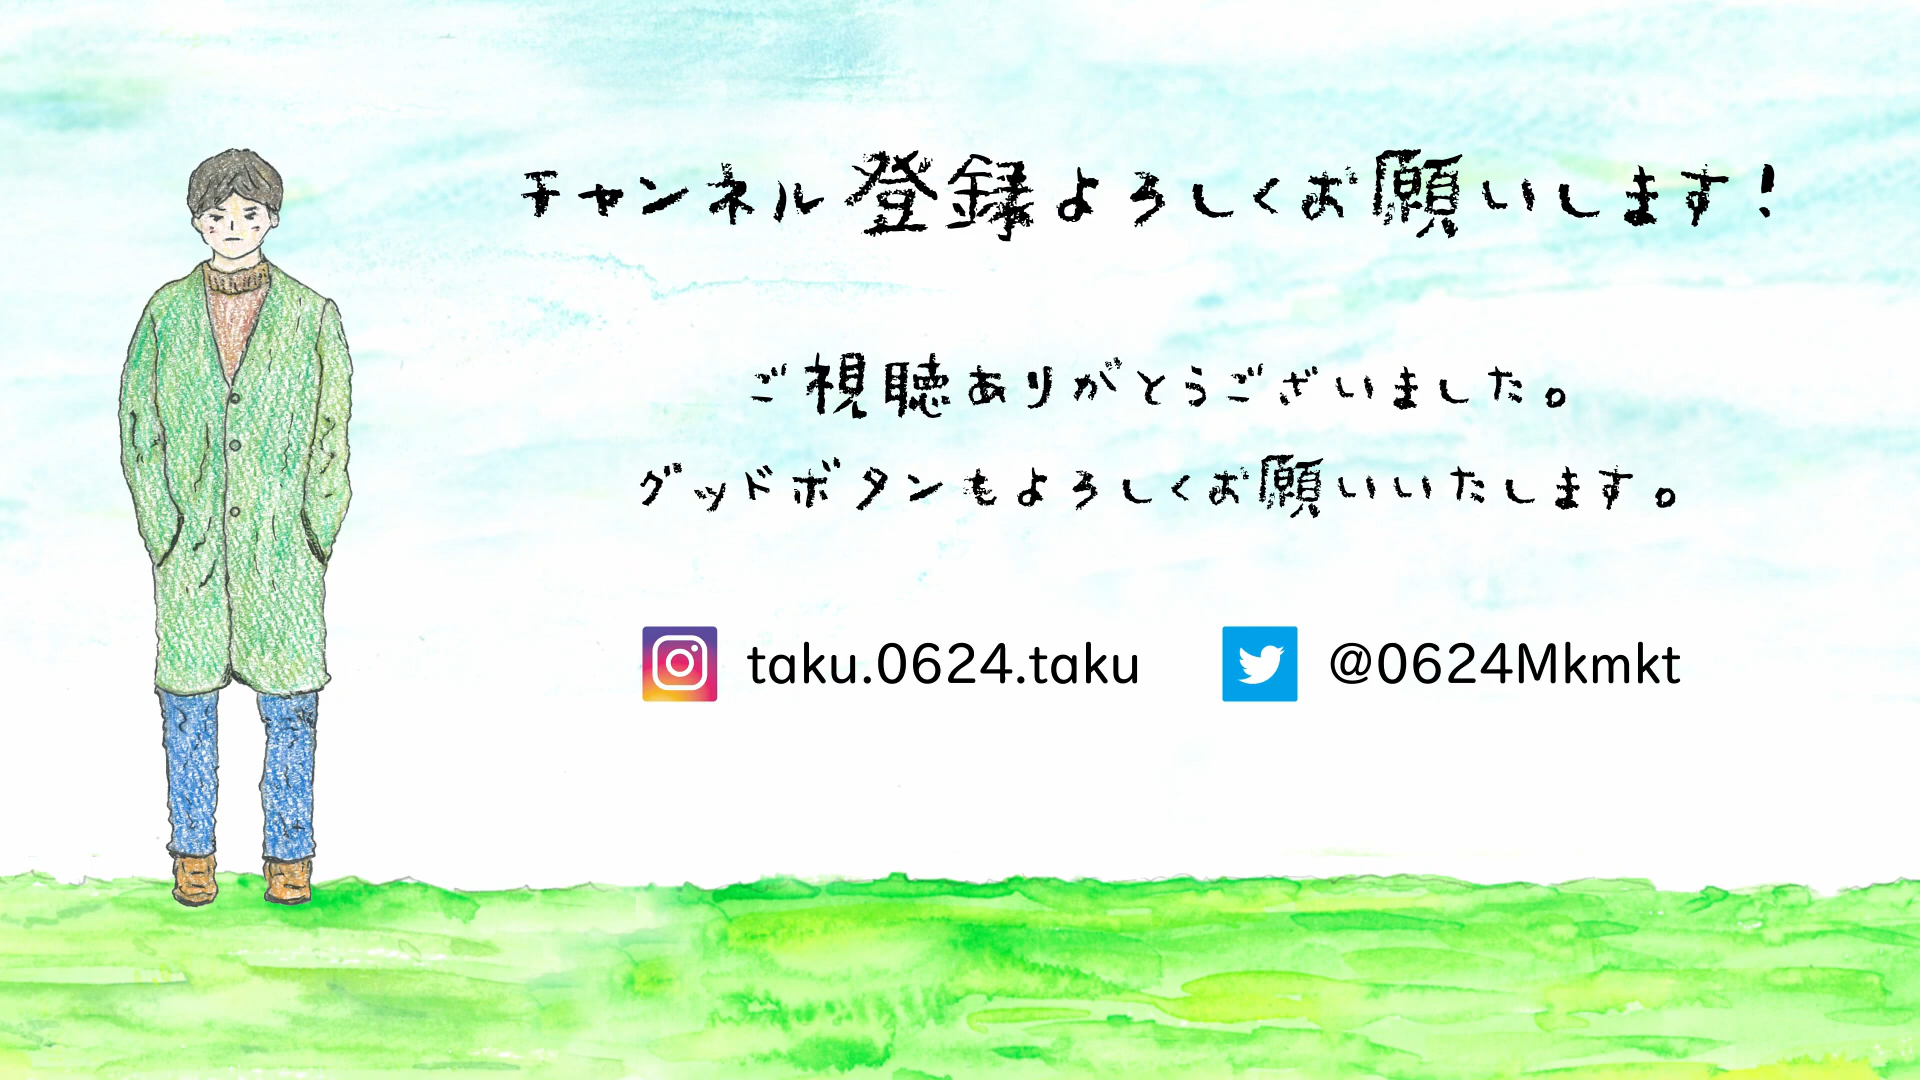 チャンネル登録よろしくお願いします!
ご視聴ありがとうございました。
グッドボタンもよろしくお願いいたします。
taku.0624.taku @0624Mkmkt